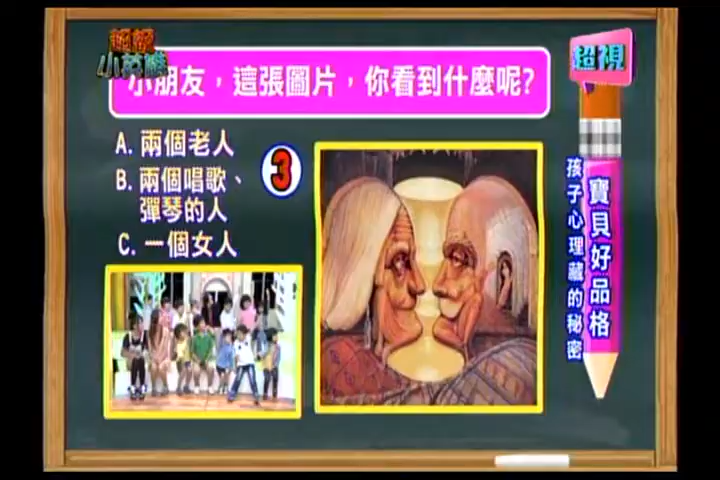 超級
小英雄
超視
小朋友，這張圖片，你看到什麼呢?
A. 兩個老人
B. 兩個唱歌、
彈琴的人
C. 一個女人
3
寶貝好品格
孩子心理藏的秘密